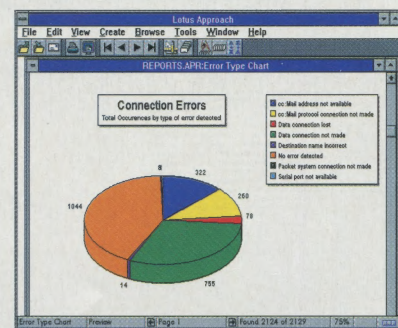 Lotus Approach
File Edit View Create Browse Tools Window Help
REPORTS.APR:Error Type Chart
Connection Errors
Total Occurences by type of error detected
cc:Mail address not available
cc:Mail protocol connection not made
Data connection lost
Data connection not made
Destination name incorrect
No error detected
Packet system connection not made
Serial port not available
8
322
260
78
755
14
1044
Error Type Chart Preview Page 1 Found 2124 of 2129 75%